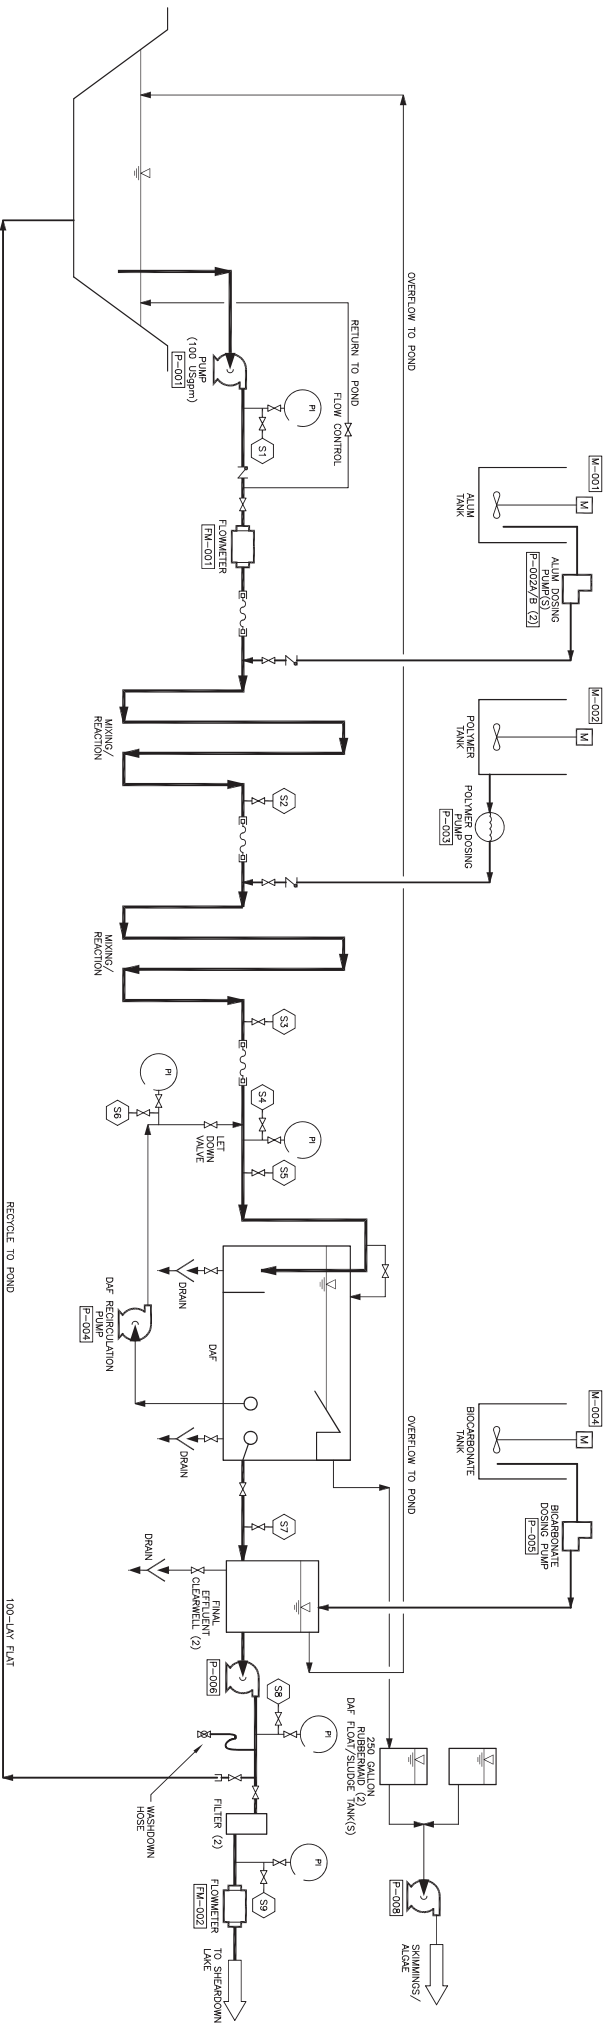 OVERFLOW TO POND
RETURN TO POND
FLOW CONTROL
PUMP
(100 USgpm)
P-001
PI
S1
FLOWMETER
FM-001
M-001
M
ALUM
TANK
ALUM DOSING
PUMP(S)
P-002A/B (2)
MIXING/
REACTION
S2
M-002
M
POLYMER
TANK
POLYMER DOSING
PUMP
P-003
MIXING/
REACTION
S3
PI
S6
LET
DOWN
VALVE
S4
PI
S5
DAF RECIRCULATION
PUMP
P-004
DRAIN
DAF
DRAIN
RECYCLE TO POND
OVERFLOW TO POND
M-004
M
BIOCARBONATE
TANK
BICARBONATE
DOSING PUMP
P-005
S7
DRAIN
FINAL
EFFLUENT
CLEARWELL (2)
P-006
S8
PI
250 GALLON
RUBBERMAID (2)
DAF FLOAT/SLUDGE TANK(S)
100-LAY FLAT
WASHDOWN
HOSE
FILTER (2)
PI
S9
FLOWMETER
FM-002
TO SHEARDOWN
LAKE
P-008
SKIMMINGS/
ALGAE